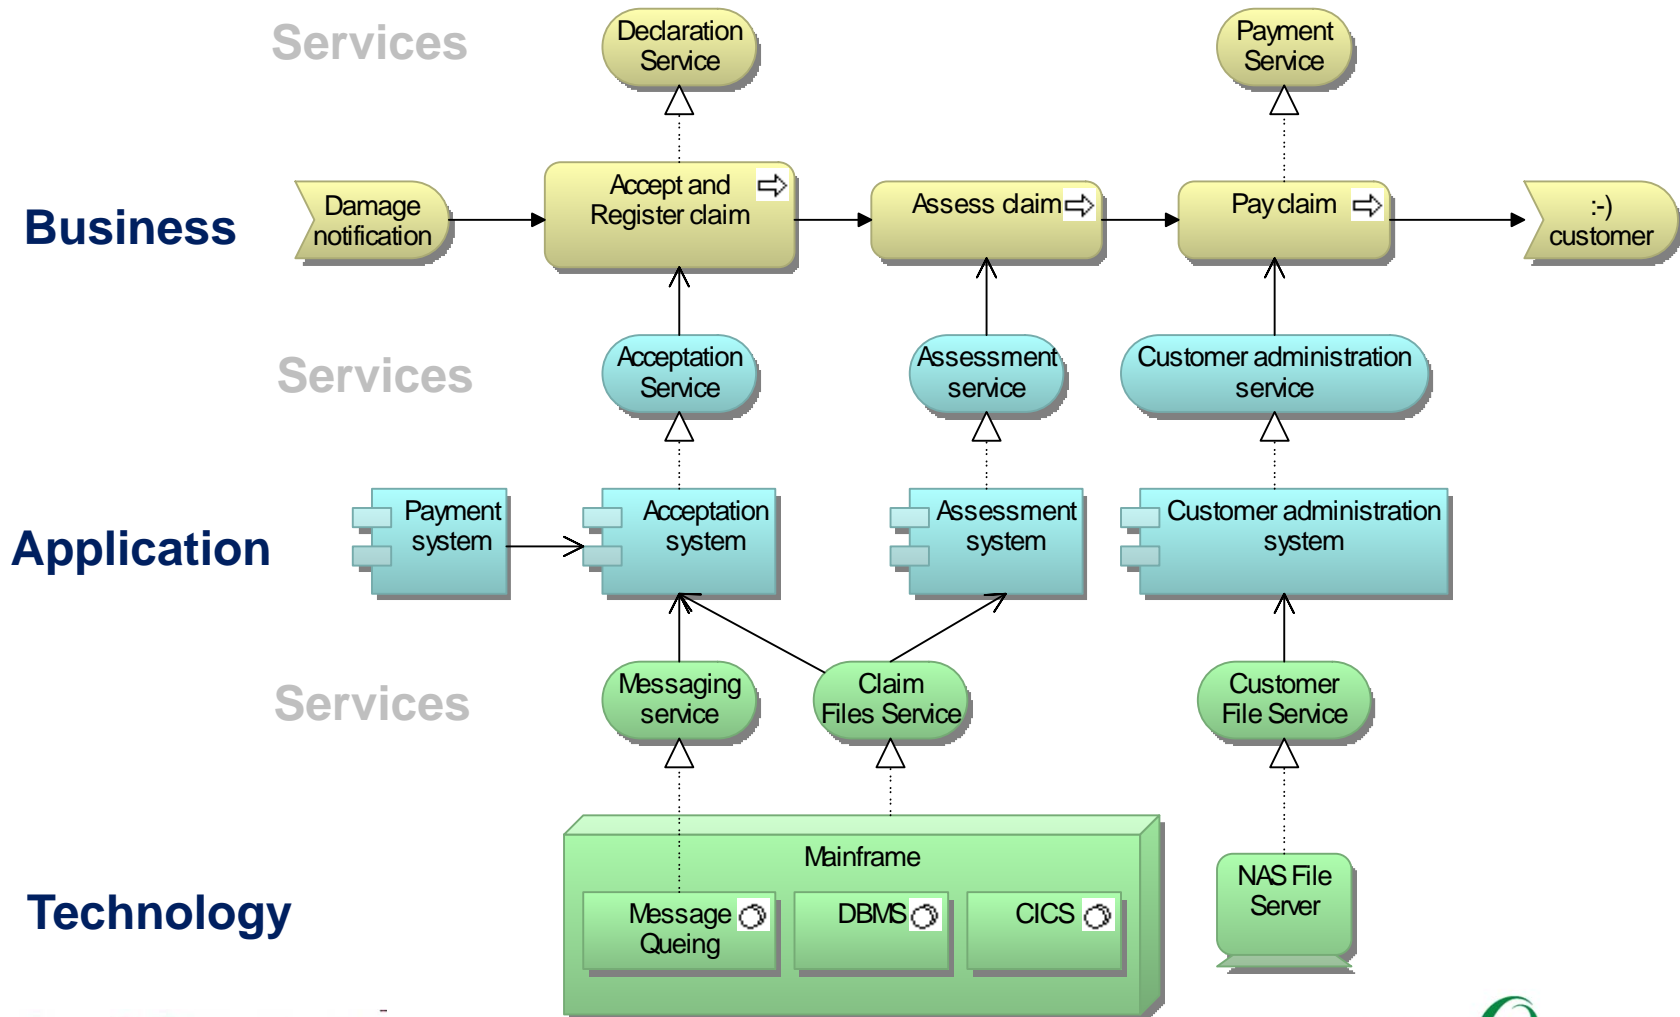 Services
Declaration
Service
Payment
Service
Business
Damage
notification
Accept and
Register claim
Assess claim
Pay claim
:-)
customer
Services
Acceptation
Service
Assessment
service
Customer administration
service
Application
Payment
system
Acceptation
system
Assessment
system
Customer administration
system
Services
Messaging
service
Claim
Files Service
Customer
File Service
Technology
Mainframe
Message
Queing
DBMS
CICS
NAS File
Server